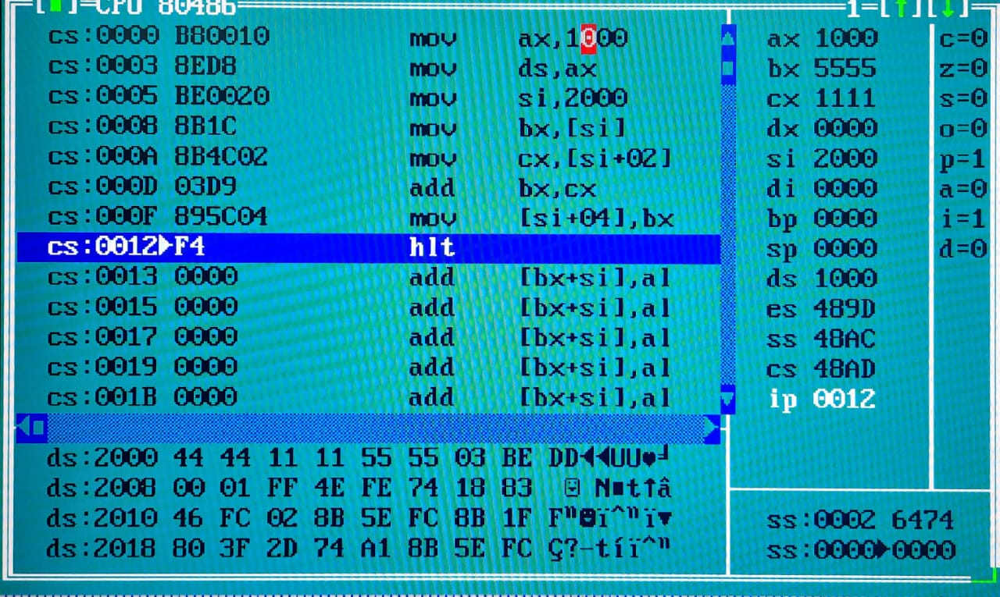 [■]=CPU 80486 1=[↑][↓]
cs:0000 B80010 mov ax,1000 ax 1000 c=0
cs:0003 8ED8 mov ds,ax bx 5555 z=0
cs:0005 BE0020 mov si,2000 cx 1111 s=0
cs:0008 8B1C mov bx,[si] dx 0000 o=0
cs:000A 8B4C02 mov cx,[si+02] si 2000 p=1
cs:000D 03D9 add bx,cx di 0000 a=0
cs:000F 895C04 mov [si+04],bx bp 0000 i=1
cs:0012►F4 hlt sp 0000 d=0
cs:0013 0000 add [bx+si],al ds 1000
cs:0015 0000 add [bx+si],al es 489D
cs:0017 0000 add [bx+si],al ss 48AC
cs:0019 0000 add [bx+si],al cs 48AD
cs:001B 0000 add [bx+si],al ip 0012
ds:2000 44 44 11 11 55 55 03 BE DD◄◄UU♥╛
ds:2008 00 01 FF 4E FE 74 18 83 ☺ N■t↑â
ds:2010 46 FC 02 8B 5E FC 8B 1F Fⁿ☻ï^ⁿï▼ ss:0002 6474
ds:2018 80 3F 2D 74 A1 8B 5E FC Ç?-tíï^ⁿ ss:0000►0000